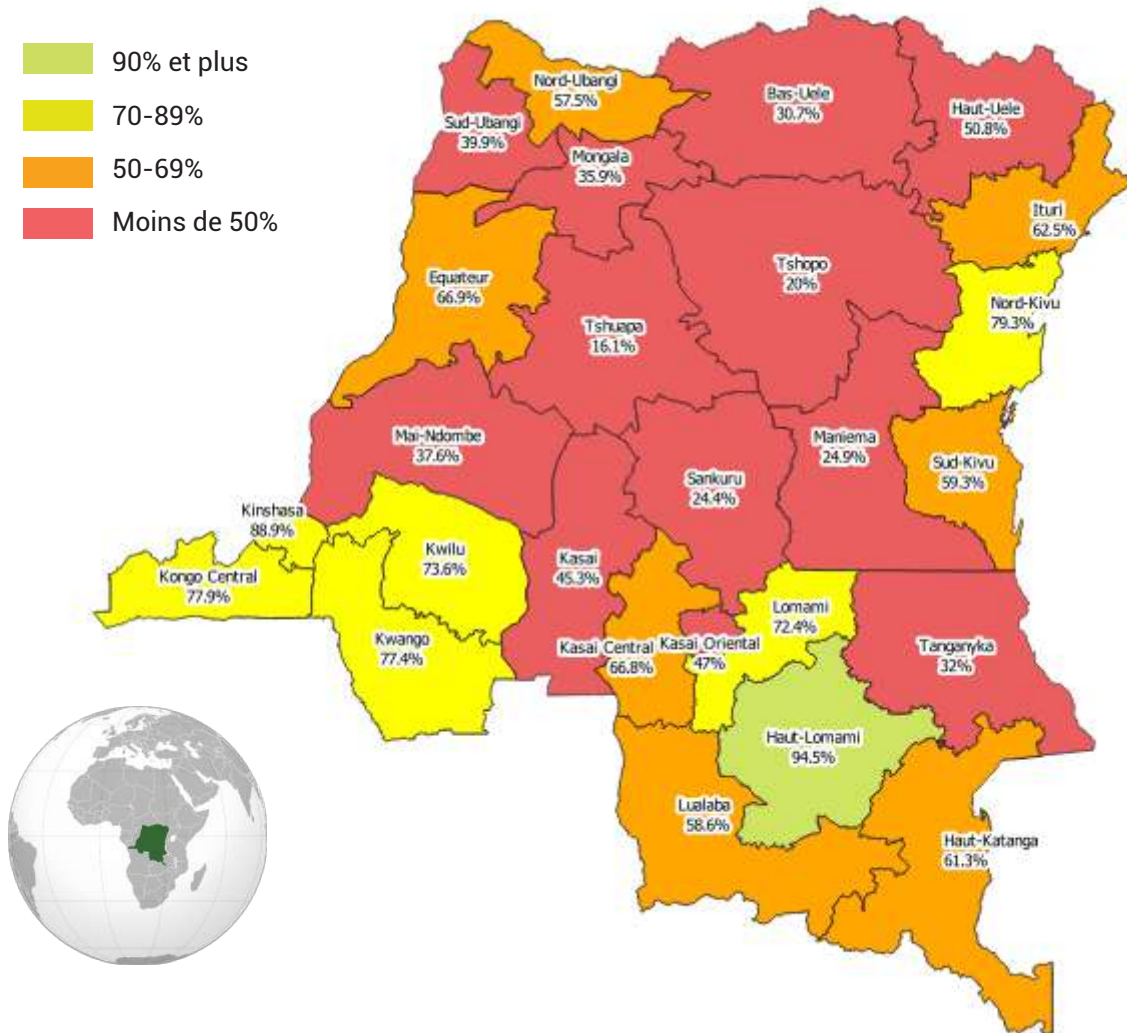 90% et plus
70-89%
50-69%
Moins de 50%
Nord-Ubangi
57.5%
Bas-Uele
30.7%
Haut-Uele
50.8%
Sud-Ubangi
39.9%
Mongala
35.9%
Ituri
62.5%
Equateur
66.9%
Tshopo
20%
Nord-Kivu
79.3%
Tshuapa
16.1%
Mai-Ndombe
37.6%
Maniema
24.9%
Sud-Kivu
59.3%
Sankuru
24.4%
Kinshasa
88.9%
Kwilu
73.6%
Kasai
45.3%
Kongo Central
77.9%
Lomami
72.4%
Kwango
77.4%
Kasai Central
66.8%
Kasai Oriental
47%
Tanganyka
32%
Haut-Lomami
94.5%
Lualaba
58.6%
Haut-Katanga
61.3%